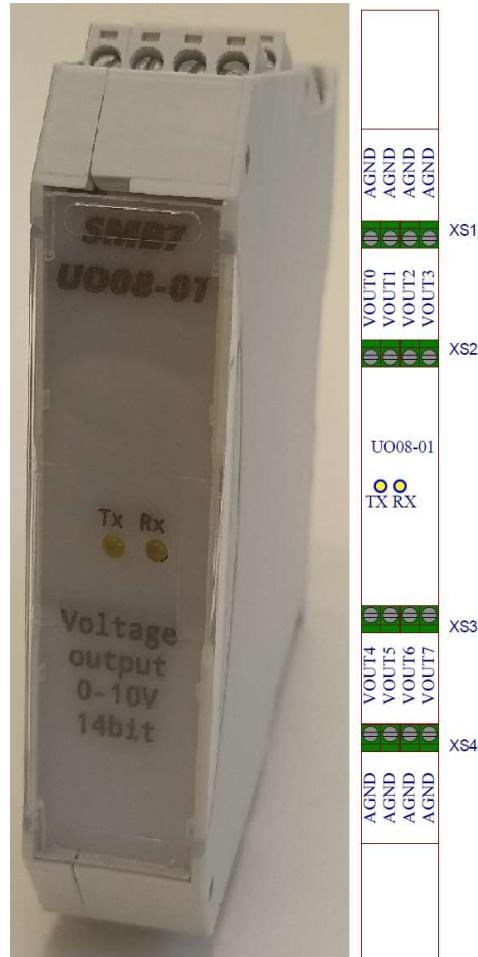 SMB7
UO08-01
Tx Rx
Voltage
output
0-10V
14bit
AGND AGND AGND AGND
XS1
VOUT0 VOUT1 VOUT2 VOUT3
XS2
UO08-01
TX RX
XS3
VOUT4 VOUT5 VOUT6 VOUT7
XS4
AGND AGND AGND AGND